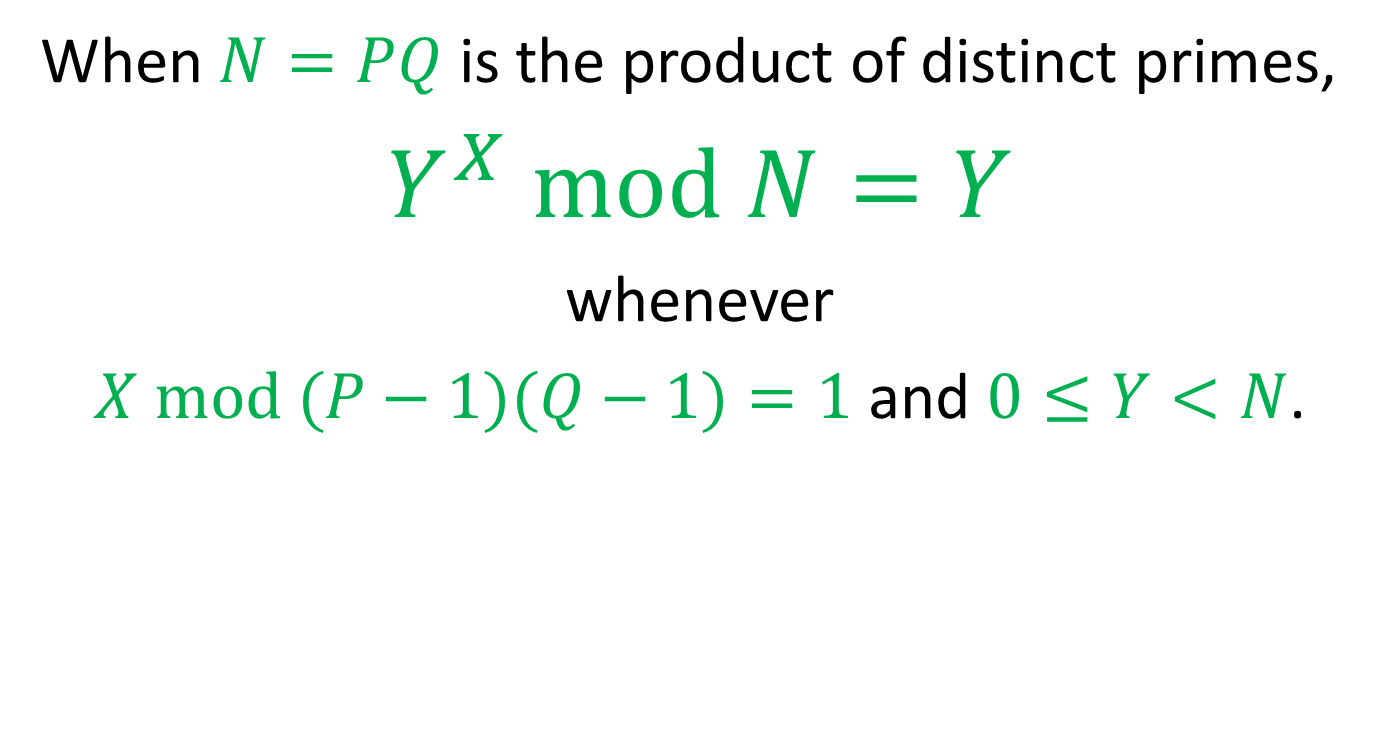 When N = PQ is the product of distinct primes,
Y^X mod N = Y
whenever
X mod (P − 1)(Q − 1) = 1 and 0 ≤ Y < N.